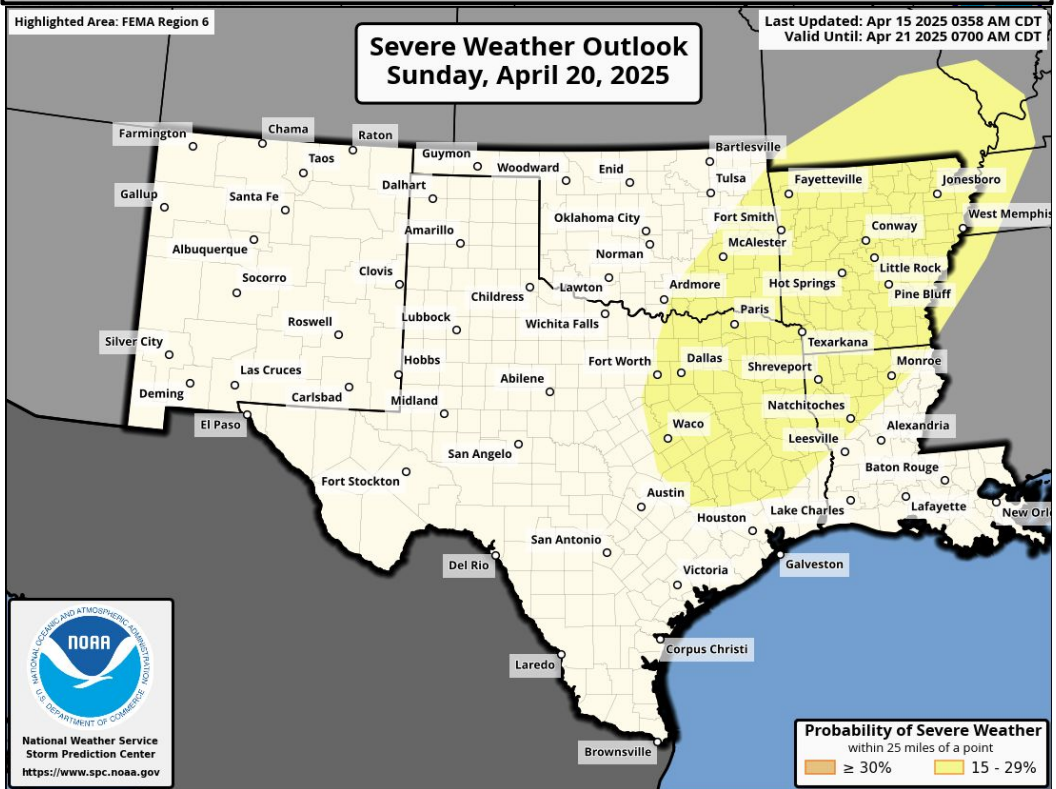 Highlighted Area: FEMA Region 6
Severe Weather Outlook
Sunday, April 20, 2025
Last Updated: Apr 15 2025 0358 AM CDT
Valid Until: Apr 21 2025 0700 AM CDT
Farmington
Chama
Raton
Taos
Guymon
Woodward
Enid
Bartlesville
Tulsa
Fayetteville
Jonesboro
Gallup
Santa Fe
Dalhart
Oklahoma City
Fort Smith
Conway
West Memphis
Albuquerque
Amarillo
Norman
McAlester
Little Rock
Socorro
Clovis
Childress
Lawton
Ardmore
Hot Springs
Pine Bluff
Roswell
Lubbock
Wichita Falls
Paris
Texarkana
Silver City
Las Cruces
Hobbs
Fort Worth
Dallas
Shreveport
Monroe
Deming
Carlsbad
Midland
Abilene
Natchitoches
El Paso
Waco
Leesville
Alexandria
San Angelo
Baton Rouge
Fort Stockton
Austin
Houston
Lake Charles
Lafayette
New Orl
San Antonio
Del Rio
Victoria
Galveston
Laredo
Corpus Christi
Brownsville
NATIONAL OCEANIC AND ATMOSPHERIC ADMINISTRATION
NOAA
U.S. DEPARTMENT OF COMMERCE
National Weather Service
Storm Prediction Center
https://www.spc.noaa.gov
Probability of Severe Weather
within 25 miles of a point
≥ 30%
15 - 29%